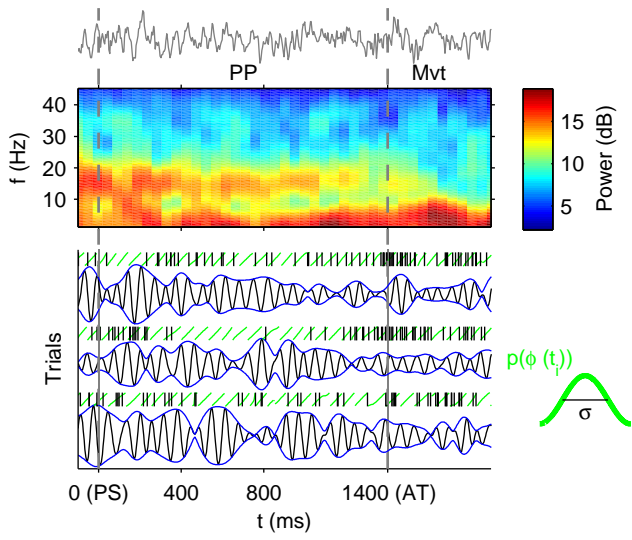 PP Mvt
40
30
20
10
f (Hz)
15
10
5
Power (dB)
Trials
p(ϕ (t_i))
σ
0 (PS) 400 800 1400 (AT)
t (ms)